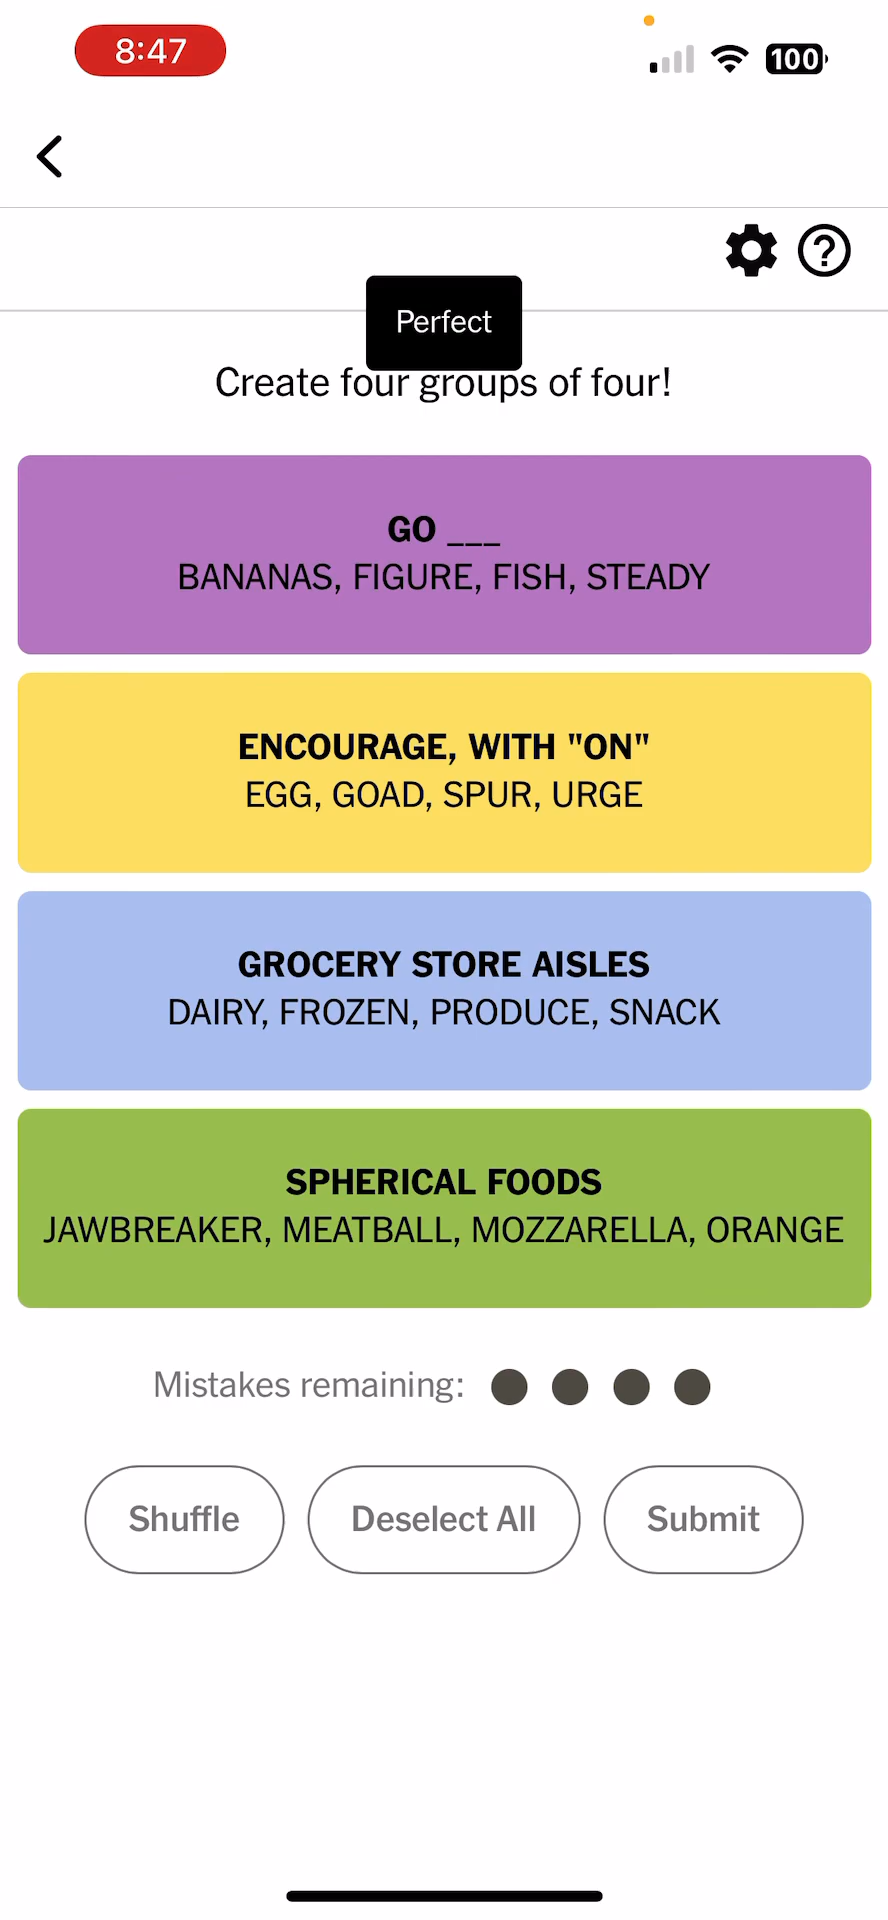 8:47
100
Perfect
Create four groups of four!
GO ___
BANANAS, FIGURE, FISH, STEADY
ENCOURAGE, WITH "ON"
EGG, GOAD, SPUR, URGE
GROCERY STORE AISLES
DAIRY, FROZEN, PRODUCE, SNACK
SPHERICAL FOODS
JAWBREAKER, MEATBALL, MOZZARELLA, ORANGE
Mistakes remaining:
Shuffle Deselect All Submit